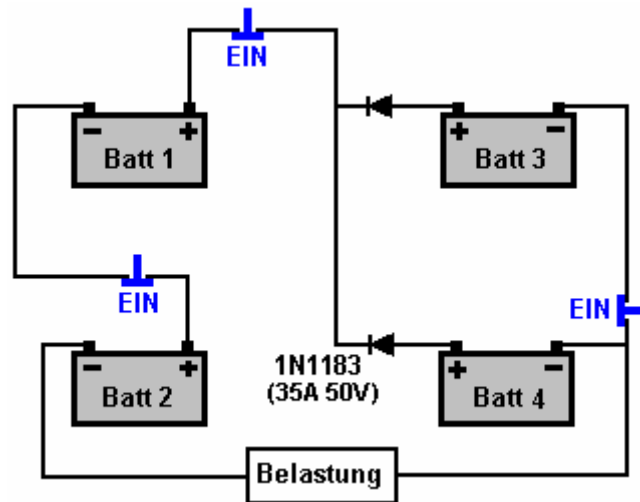 EIN
- +
Batt 1
+ -
Batt 3
EIN
EIN
- +
Batt 2
1N1183
(35A 50V)
+ -
Batt 4
Belastung